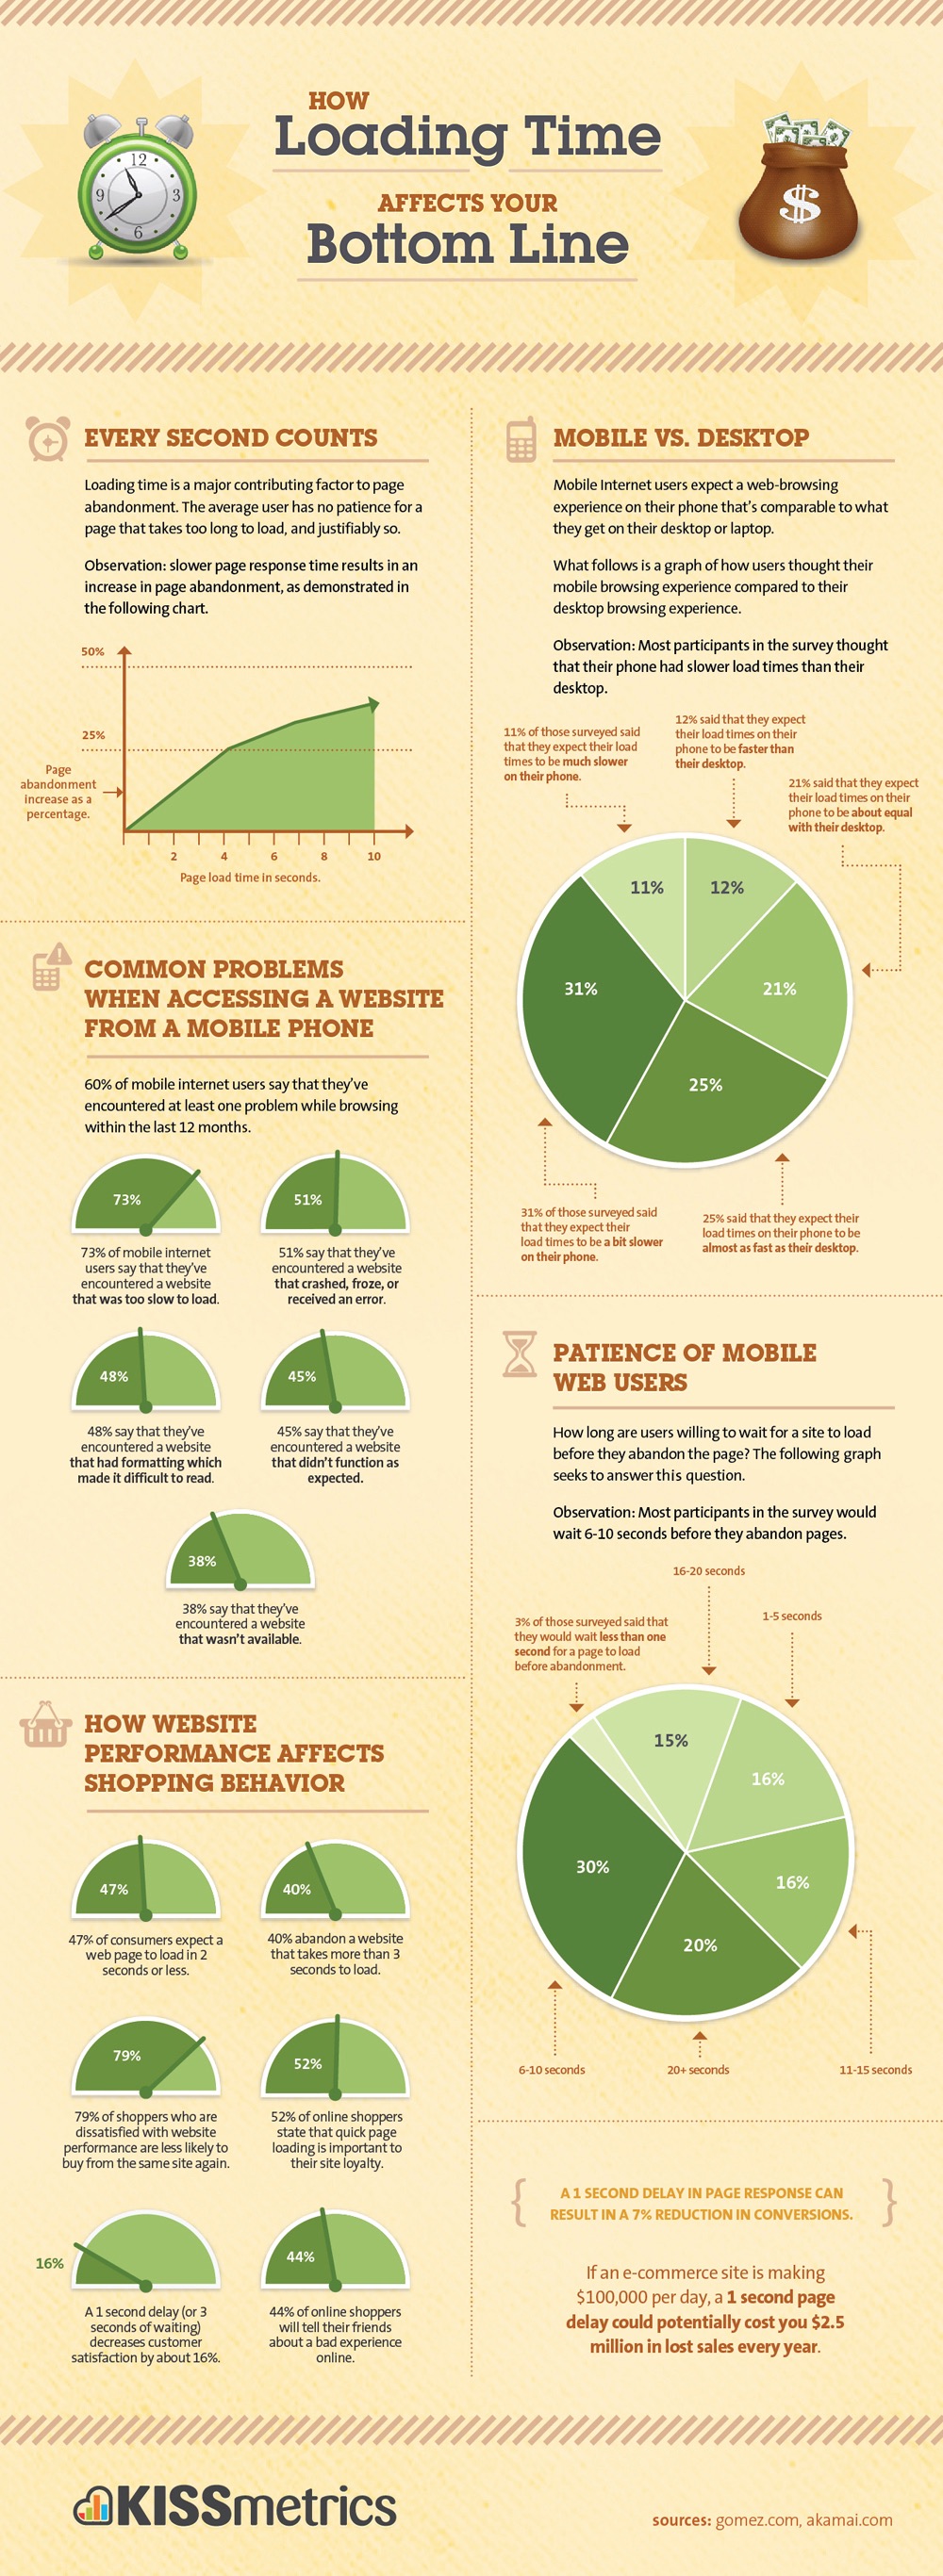 HOW
Loading Time
AFFECTS YOUR
Bottom Line
12
9
3
6
$
EVERY SECOND COUNTS
Loading time is a major contributing factor to page
abandonment. The average user has no patience for a
page that takes too long to load, and justifiably so.
Observation: slower page response time results in an
increase in page abandonment, as demonstrated in
the following chart.
50%
25%
Page
abandonment
increase as a
percentage.
2
4
6
8
10
Page load time in seconds.
COMMON PROBLEMS
WHEN ACCESSING A WEBSITE
FROM A MOBILE PHONE
60% of mobile internet users say that they've
encountered at least one problem while browsing
within the last 12 months.
73%
73% of mobile internet
users say that they've
encountered a website
that was too slow to load.
51%
51% say that they've
encountered a website
that crashed, froze, or
received an error.
48%
48% say that they've
encountered a website
that had formatting which
made it difficult to read.
45%
45% say that they've
encountered a website
that didn't function as
expected.
38%
38% say that they've
encountered a website
that wasn't available.
HOW WEBSITE
PERFORMANCE AFFECTS
SHOPPING BEHAVIOR
47%
47% of consumers expect a
web page to load in 2
seconds or less.
40%
40% abandon a website
that takes more than 3
seconds to load.
79%
79% of shoppers who are
dissatisfied with website
performance are less likely to
buy from the same site again.
52%
52% of online shoppers
state that quick page
loading is important to
their site loyalty.
16%
A 1 second delay (or 3
seconds of waiting)
decreases customer
satisfaction by about 16%.
44%
44% of online shoppers
will tell their friends
about a bad experience
online.
MOBILE VS. DESKTOP
Mobile Internet users expect a web-browsing
experience on their phone that's comparable to what
they get on their desktop or laptop.
What follows is a graph of how users thought their
mobile browsing experience compared to their
desktop browsing experience.
Observation: Most participants in the survey thought
that their phone had slower load times than their
desktop.
11% of those surveyed said
that they expect their load
times to be much slower
on their phone.
12% said that they expect
their load times on their
phone to be faster than
their desktop.
21% said that they expect
their load times on their
phone to be about equal
with their desktop.
11%
12%
31%
21%
25%
31% of those surveyed said
that they expect their
load times to be a bit slower
on their phone.
25% said that they expect their
load times on their phone to be
almost as fast as their desktop.
PATIENCE OF MOBILE
WEB USERS
How long are users willing to wait for a site to load
before they abandon the page? The following graph
seeks to answer this question.
Observation: Most participants in the survey would
wait 6-10 seconds before they abandon pages.
16-20 seconds
1-5 seconds
3% of those surveyed said that
they would wait less than one
second for a page to load
before abandonment.
15%
16%
30%
16%
20%
6-10 seconds
20+ seconds
11-15 seconds
{ A 1 SECOND DELAY IN PAGE RESPONSE CAN
RESULT IN A 7% REDUCTION IN CONVERSIONS. }
If an e-commerce site is making
$100,000 per day, a 1 second page
delay could potentially cost you $2.5
million in lost sales every year.
KISSmetrics
sources: gomez.com, akamai.com